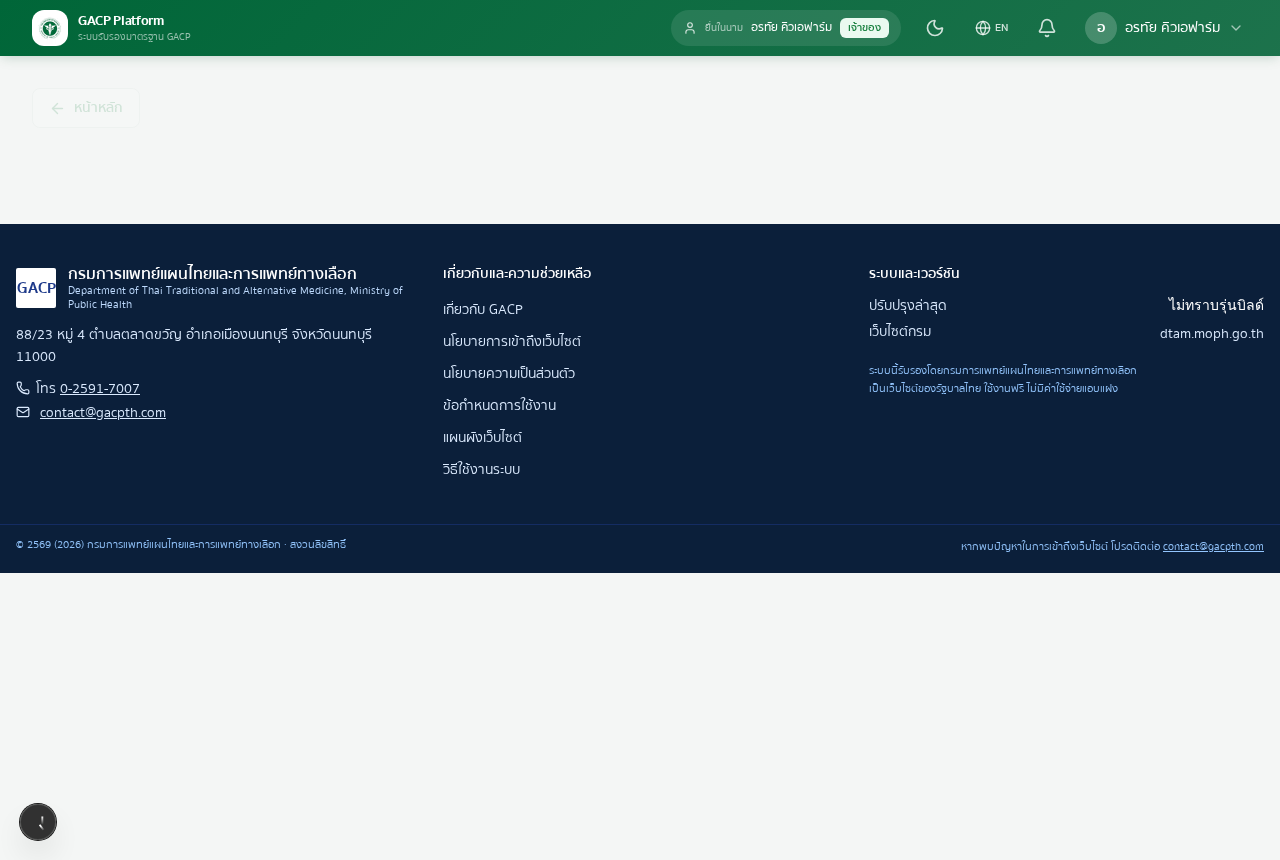 GACP Platform
ระบบรับรองมาตรฐาน GACP
ยื่นในนาม อรทัย คิวเอฟาร์ม เจ้าของ
EN
อ อรทัย คิวเอฟาร์ม
หน้าหลัก
GACP
กรมการแพทย์แผนไทยและการแพทย์ทางเลือก
Department of Thai Traditional and Alternative Medicine, Ministry of
Public Health
88/23 หมู่ 4 ตำบลตลาดขวัญ อำเภอเมืองนนทบุรี จังหวัดนนทบุรี
11000
โทร 0-2591-7007
contact@gacpth.com
เกี่ยวกับและความช่วยเหลือ
เกี่ยวกับ GACP
นโยบายการเข้าถึงเว็บไซต์
นโยบายความเป็นส่วนตัว
ข้อกำหนดการใช้งาน
แผนผังเว็บไซต์
วิธีใช้งานระบบ
ระบบและเวอร์ชัน
ปรับปรุงล่าสุด ไม่ทราบรุ่นบิลด์
เว็บไซต์กรม dtam.moph.go.th
ระบบนี้รับรองโดยกรมการแพทย์แผนไทยและการแพทย์ทางเลือก
เป็นเว็บไซต์ของรัฐบาลไทย ใช้งานฟรี ไม่มีค่าใช้จ่ายแอบแฝง
© 2569 (2026) กรมการแพทย์แผนไทยและการแพทย์ทางเลือก · สงวนลิขสิทธิ์
หากพบปัญหาในการเข้าถึงเว็บไซต์ โปรดติดต่อ contact@gacpth.com